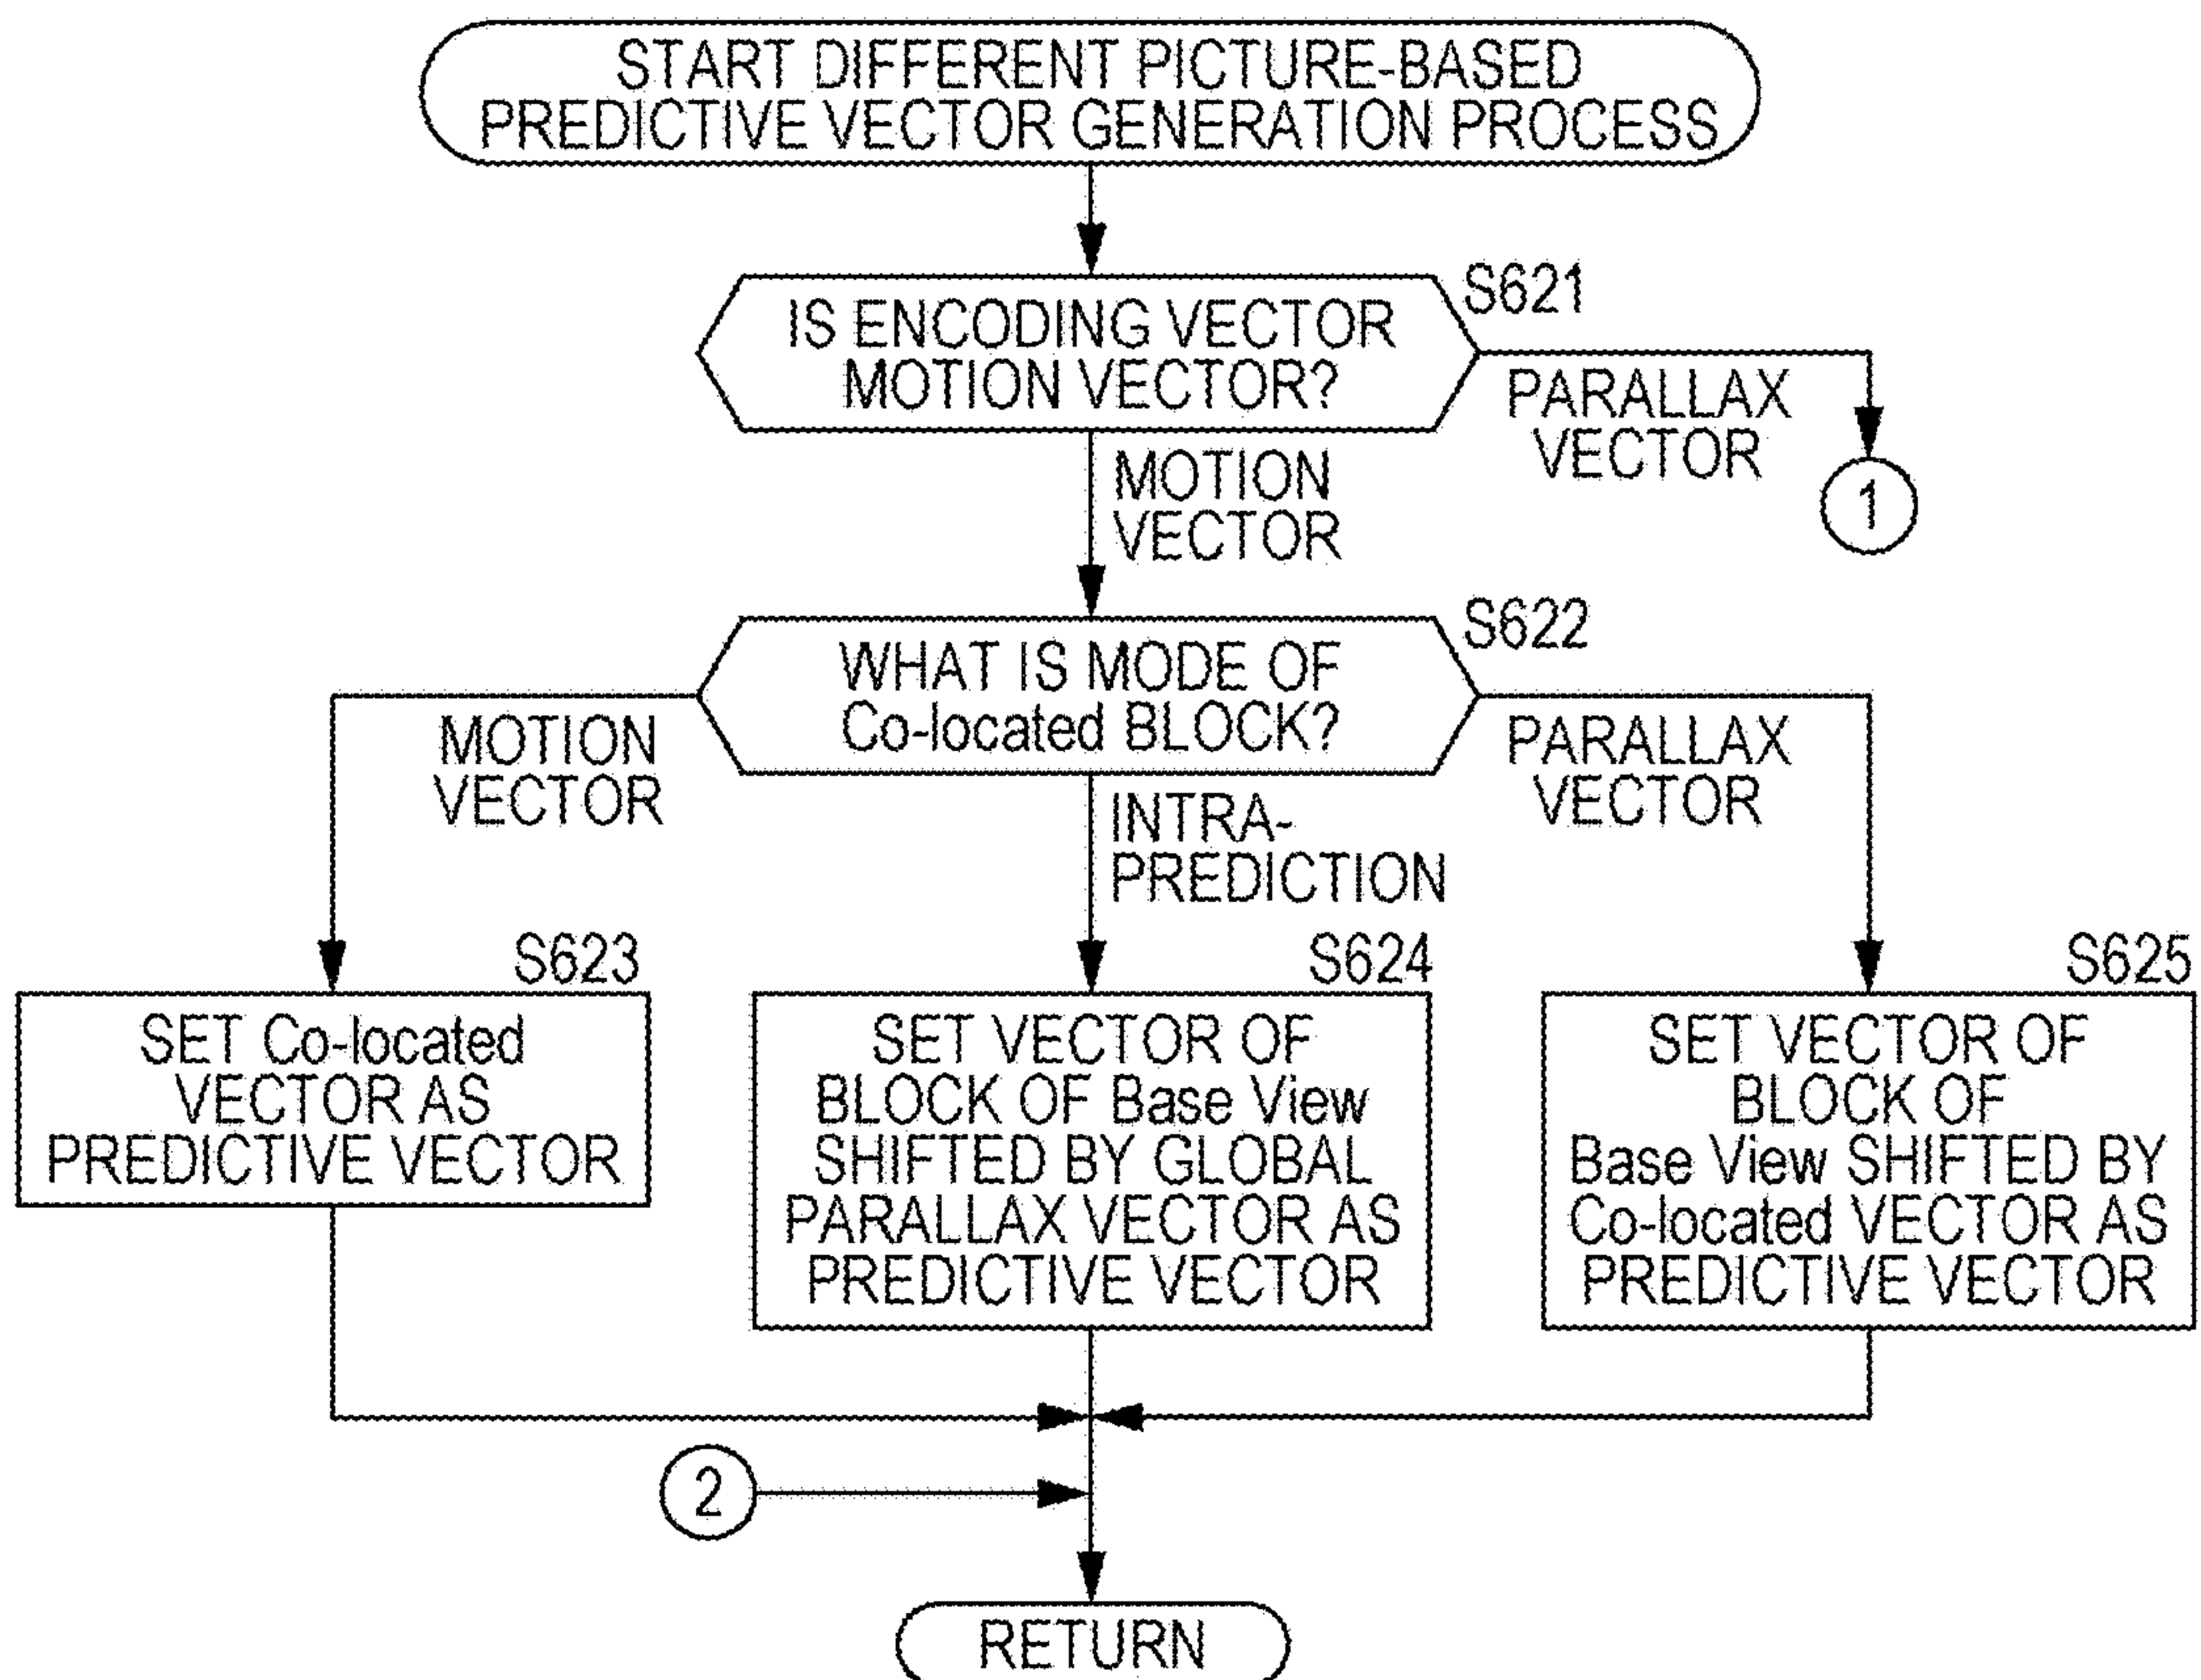 START DIFFERENT PICTURE-BASED
PREDICTIVE VECTOR GENERATION PROCESS
S621
IS ENCODING VECTOR
MOTION VECTOR?
PARALLAX
VECTOR
1
MOTION
VECTOR
S622
WHAT IS MODE OF
Co-located BLOCK?
MOTION
VECTOR
INTRA-
PREDICTION
PARALLAX
VECTOR
S623
SET Co-located
VECTOR AS
PREDICTIVE VECTOR
S624
SET VECTOR OF
BLOCK OF Base View
SHIFTED BY GLOBAL
PARALLAX VECTOR AS
PREDICTIVE VECTOR
S625
SET VECTOR OF
BLOCK OF
Base View SHIFTED BY
Co-located VECTOR AS
PREDICTIVE VECTOR
2
RETURN